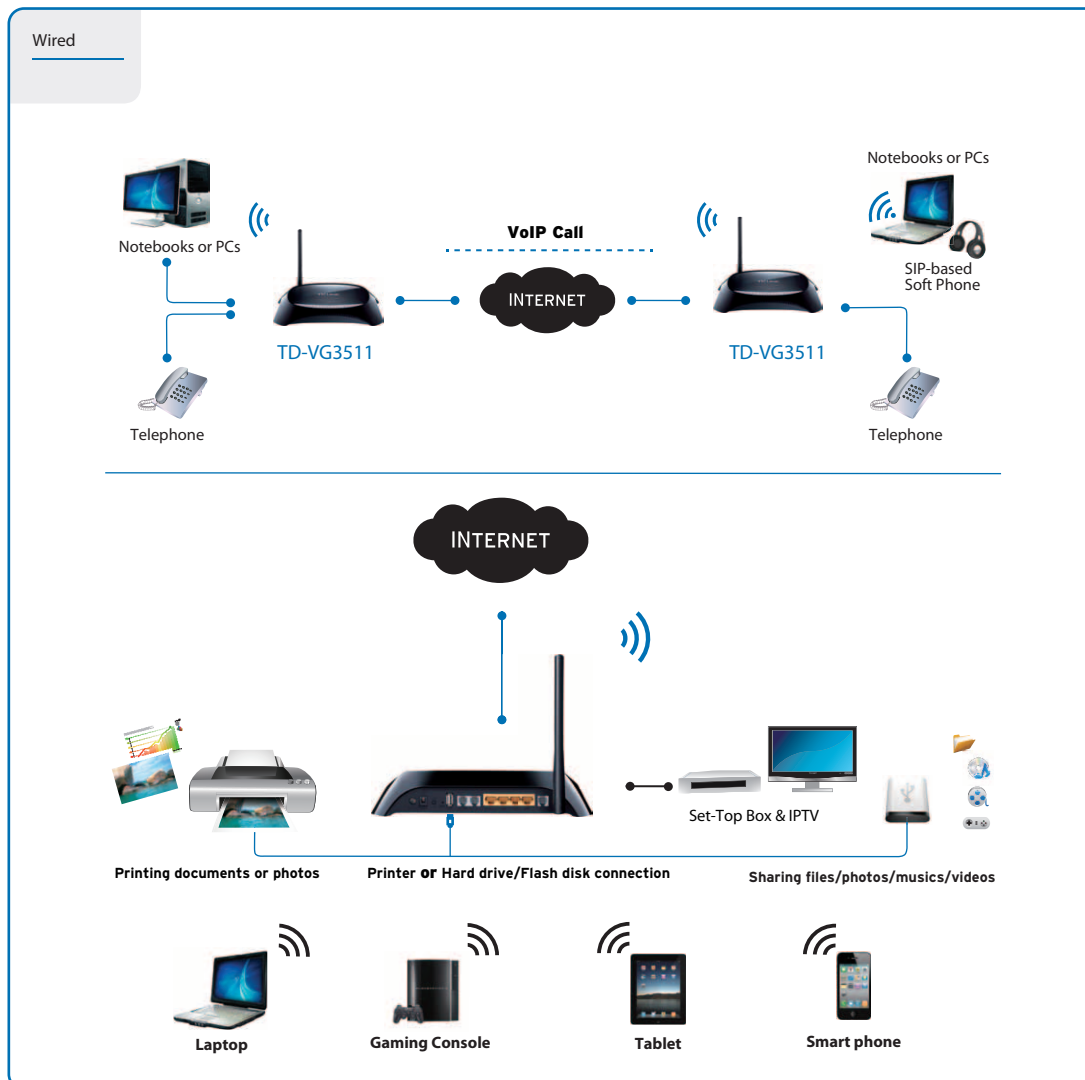 Wired
Notebooks or PCs
Notebooks or PCs
VoIP Call
INTERNET
SIP-based
Soft Phone
TD-VG3511
TD-VG3511
Telephone
Telephone
INTERNET
Set-Top Box & IPTV
Printing documents or photos
Printer or Hard drive/Flash disk connection
Sharing files/photos/musics/videos
Laptop
Gaming Console
Tablet
Smart phone